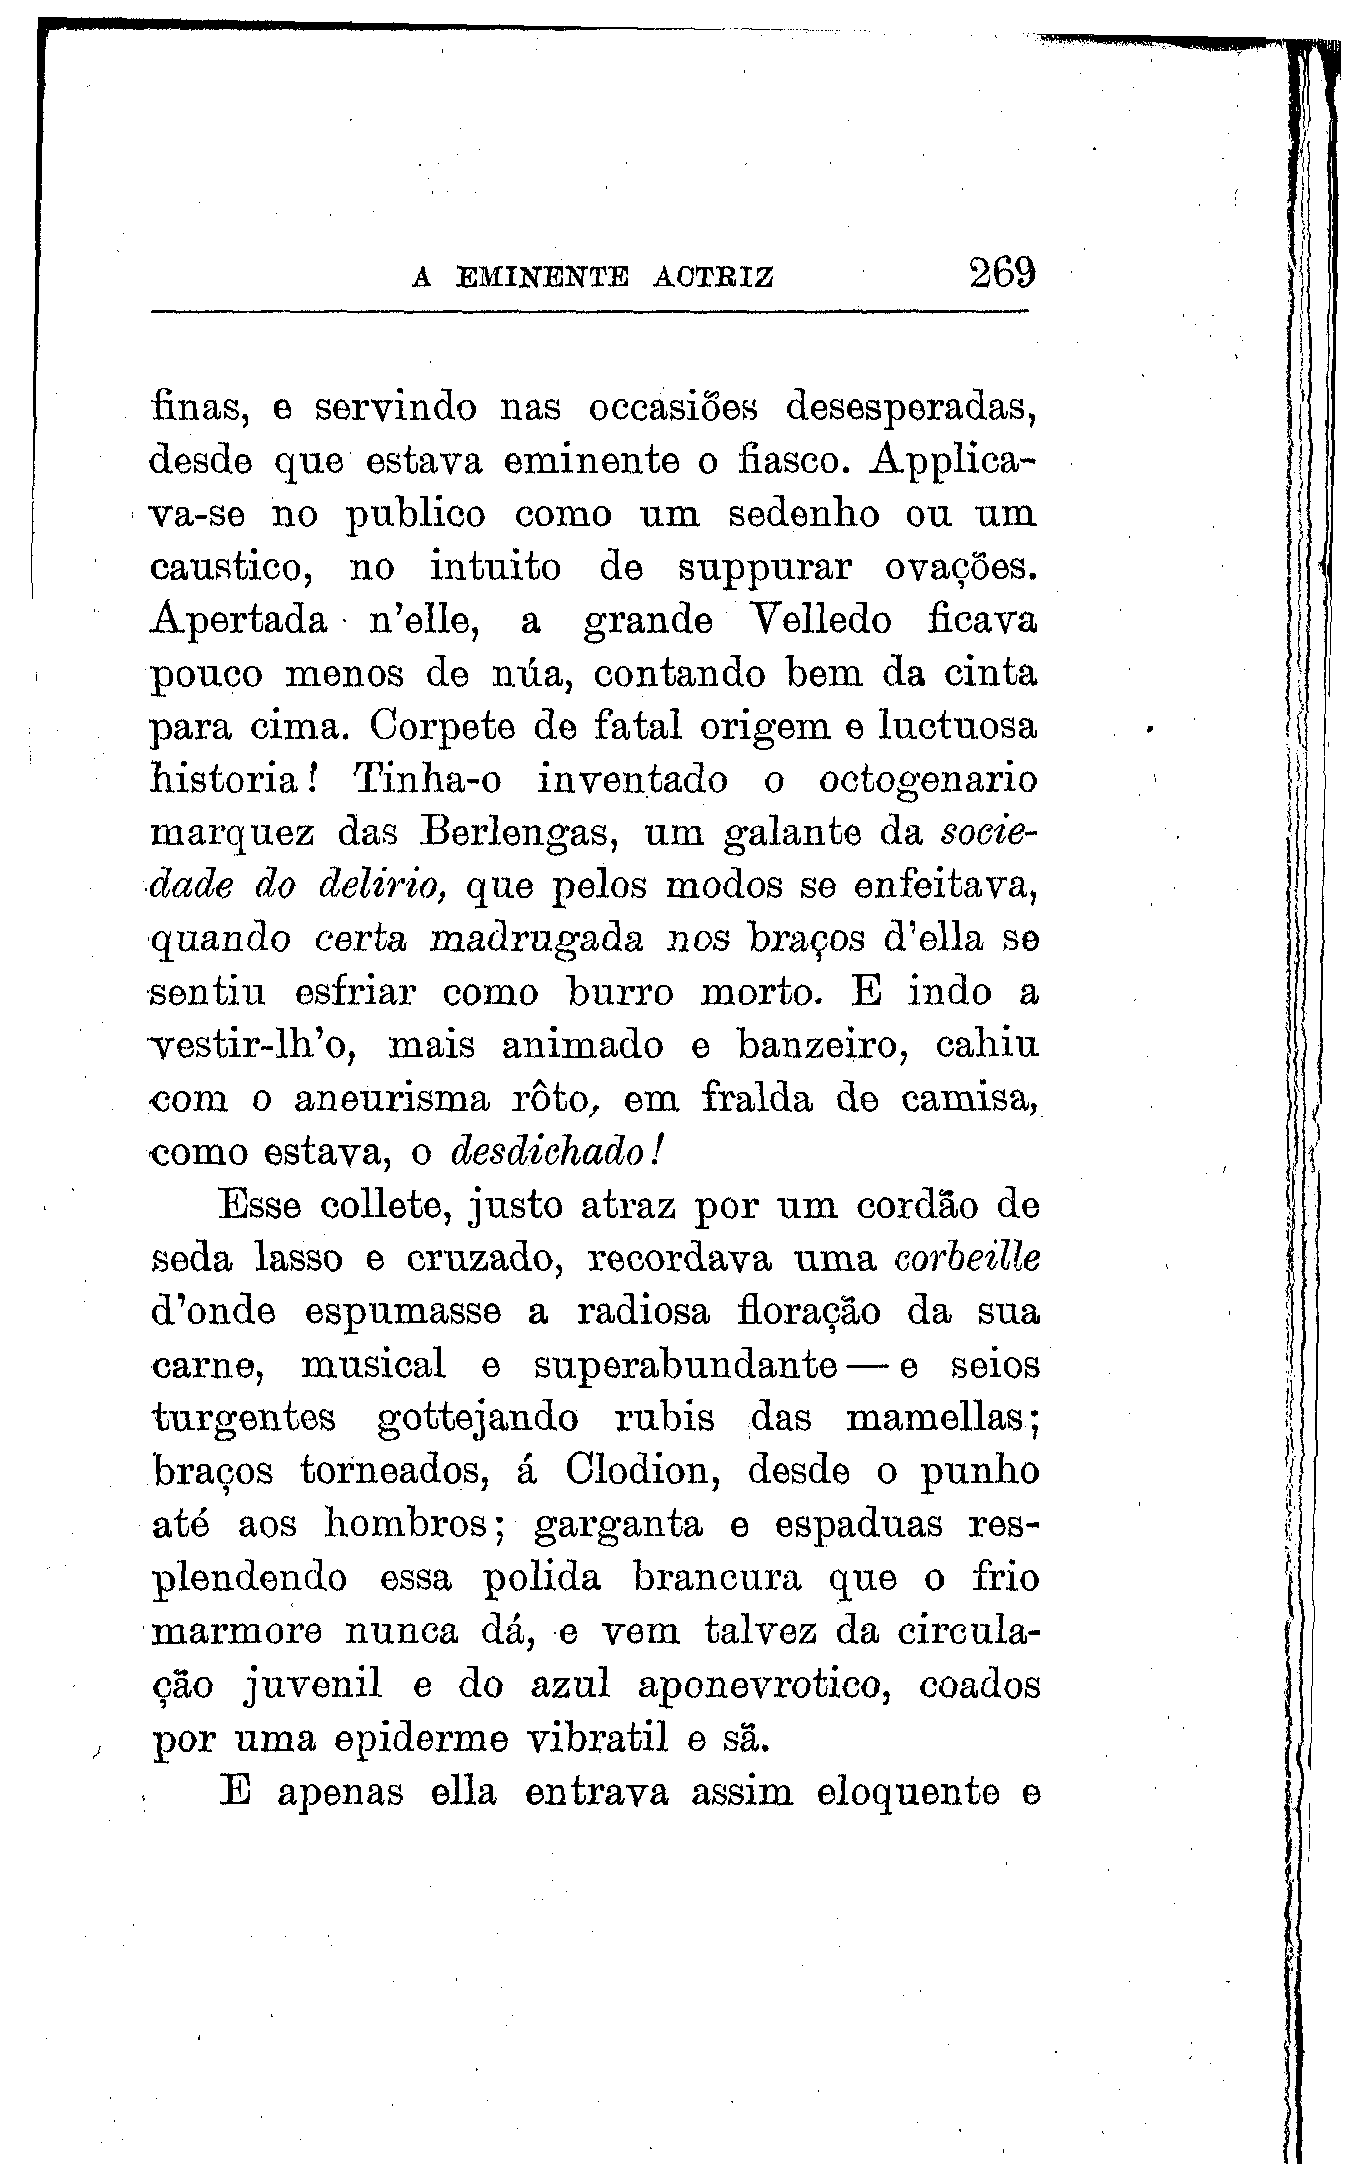 A EMINENTE ACTRIZ 269
finas, e servindo nas occasiões desesperadas,
desde que estava eminente o fiasco. Applica-
va-se no publico como um sedenho ou um
caustico, no intuito de suppurar ovações.
Apertada n'elle, a grande Velledo ficava
pouco menos de núa, contando bem da cinta
para cima. Corpete de fatal origem e luctuosa
historia! Tinha-o inventado o octogenario
marquez das Berlengas, um galante da socie-
dade do delirio, que pelos modos se enfeitava,
quando certa madrugada nos braços d'ella se
sentiu esfriar como burro morto. E indo a
vestir-lh'o, mais animado e banzeiro, cahiu
com o aneurisma rôto, em fralda de camisa,
como estava, o desdichado!
Esse collete, justo atraz por um cordão de
seda lasso e cruzado, recordava uma corbeille
d'onde espumasse a radiosa floração da sua
carne, musical e superabundante — e seios
turgentes gottejando rubis das mamellas;
braços torneados, á Clodion, desde o punho
até aos hombros; garganta e espaduas res-
plendendo essa polida brancura que o frio
marmore nunca dá, e vem talvez da circula-
ção juvenil e do azul aponevrotico, coados
por uma epiderme vibratil e sã.
E apenas ella entrava assim eloquente e